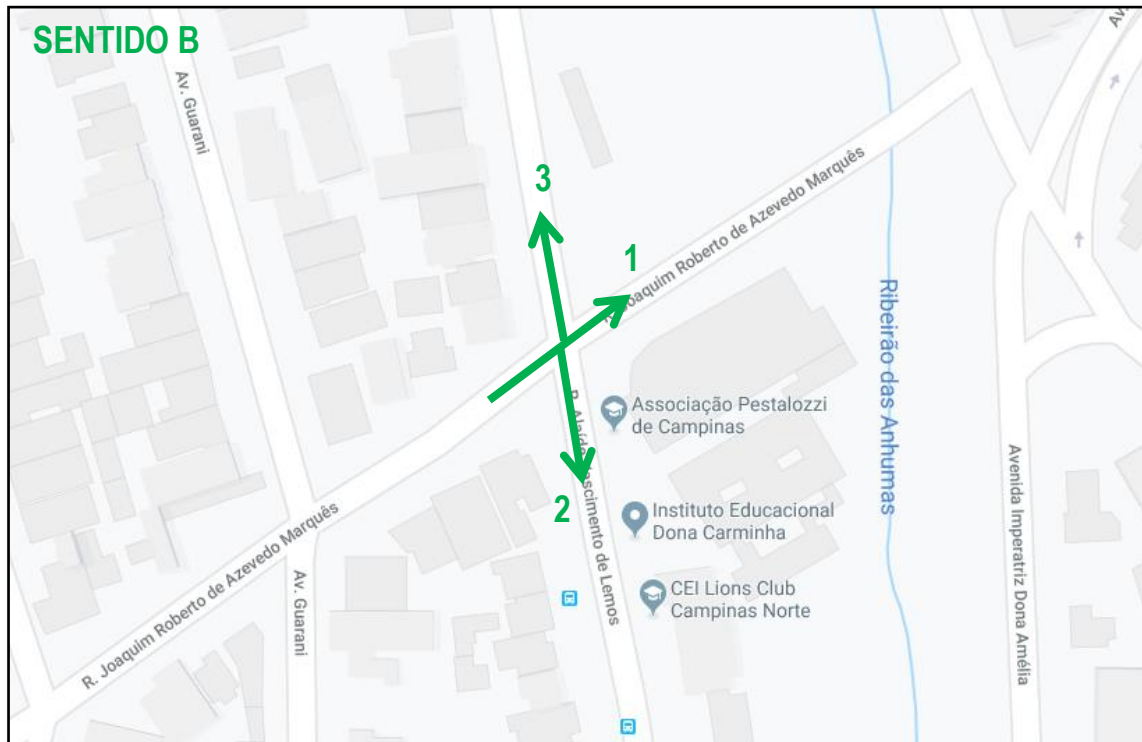 SENTIDO B
Av. Guarani
Av.
3
1
R. Joaquim Roberto de Azevedo Marquês
Ribeirão das Anhumas
Associação Pestalozzi
de Campinas
2
R. Alaíde Nascimento de Lemos
Instituto Educacional
Dona Carminha
CEI Lions Club
Campinas Norte
Avenida Imperatriz Dona Amélia
R. Joaquim Roberto de Azevedo Marquês
Av. Guarani